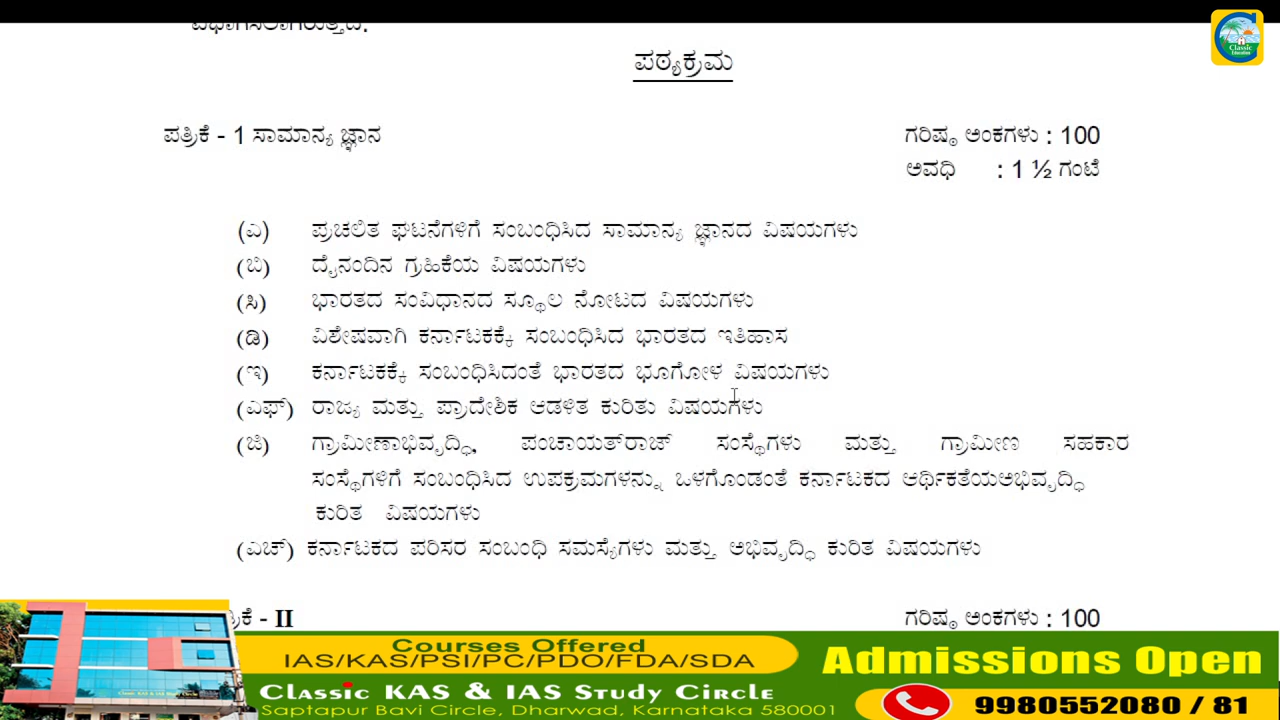 ವಿಭಾಗಿಸಲಾಗಿರುತ್ತದೆ.
ಪಠ್ಯಕ್ರಮ
ಪತ್ರಿಕೆ - 1 ಸಾಮಾನ್ಯ ಜ್ಞಾನ ಗರಿಷ್ಠ ಅಂಕಗಳು : 100
ಅವಧಿ : 1 ½ ಗಂಟೆ
(ಎ) ಪ್ರಚಲಿತ ಘಟನೆಗಳಿಗೆ ಸಂಬಂಧಿಸಿದ ಸಾಮಾನ್ಯ ಜ್ಞಾನದ ವಿಷಯಗಳು
(ಬಿ) ದೈನಂದಿನ ಗ್ರಹಿಕೆಯ ವಿಷಯಗಳು
(ಸಿ) ಭಾರತದ ಸಂವಿಧಾನದ ಸ್ಥೂಲ ನೋಟದ ವಿಷಯಗಳು
(ಡಿ) ವಿಶೇಷವಾಗಿ ಕರ್ನಾಟಕಕ್ಕೆ ಸಂಬಂಧಿಸಿದ ಭಾರತದ ಇತಿಹಾಸ
(ಇ) ಕರ್ನಾಟಕಕ್ಕೆ ಸಂಬಂಧಿಸಿದಂತೆ ಭಾರತದ ಭೂಗೋಳ ವಿಷಯಗಳು
(ಎಫ್) ರಾಜ್ಯ ಮತ್ತು ಪ್ರಾದೇಶಿಕ ಆಡಳಿತ ಕುರಿತು ವಿಷಯಗಳು
(ಜಿ) ಗ್ರಾಮೀಣಾಭಿವೃದ್ಧಿ, ಪಂಚಾಯತ್‌ರಾಜ್ ಸಂಸ್ಥೆಗಳು ಮತ್ತು ಗ್ರಾಮೀಣ ಸಹಕಾರ
ಸಂಸ್ಥೆಗಳಿಗೆ ಸಂಬಂಧಿಸಿದ ಉಪಕ್ರಮಗಳನ್ನು ಒಳಗೊಂಡಂತೆ ಕರ್ನಾಟಕದ ಆರ್ಥಿಕತೆಯಅಭಿವೃದ್ಧಿ
ಕುರಿತ ವಿಷಯಗಳು
(ಎಚ್) ಕರ್ನಾಟಕದ ಪರಿಸರ ಸಂಬಂಧಿ ಸಮಸ್ಯೆಗಳು ಮತ್ತು ಅಭಿವೃದ್ಧಿ ಕುರಿತ ವಿಷಯಗಳು
- II ಗರಿಷ್ಠ ಅಂಕಗಳು : 100
Courses Offered
IAS/KAS/PSI/PC/PDO/FDA/SDA
Classic KAS & IAS Study Circle
Saptapur Bavi Circle, Dharwad, Karnataka 580001
Admissions Open
9980552080 / 81
Classic
Education